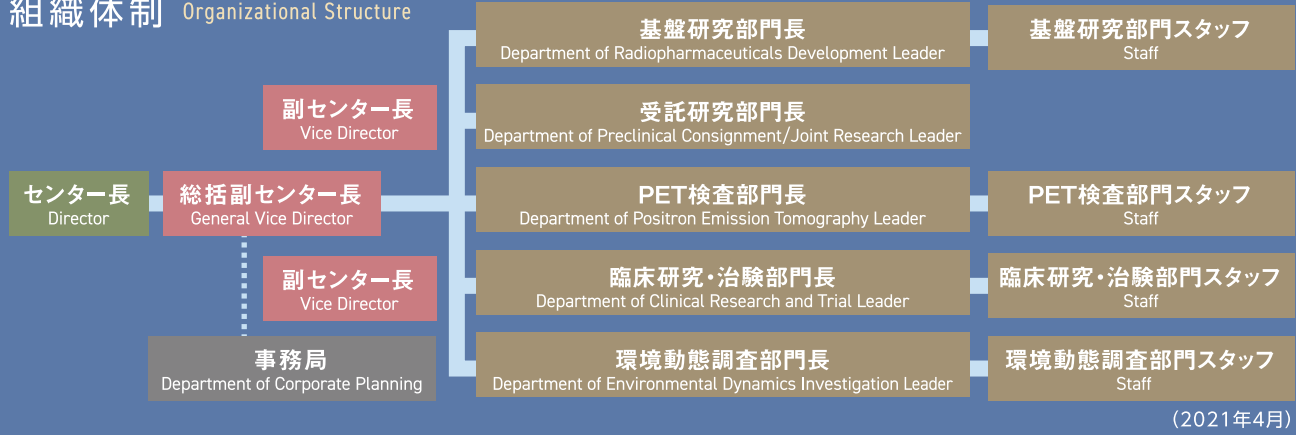 組織体制 Organizational Structure
基盤研究部門長
Department of Radiopharmaceuticals Development Leader
基盤研究部門スタッフ
Staff
副センター長
Vice Director
受託研究部門長
Department of Preclinical Consignment/Joint Research Leader
センター長
Director
総括副センター長
General Vice Director
PET検査部門長
Department of Positron Emission Tomography Leader
PET検査部門スタッフ
Staff
副センター長
Vice Director
臨床研究・治験部門長
Department of Clinical Research and Trial Leader
臨床研究・治験部門スタッフ
Staff
事務局
Department of Corporate Planning
環境動態調査部門長
Department of Environmental Dynamics Investigation Leader
環境動態調査部門スタッフ
Staff
(2021年4月)